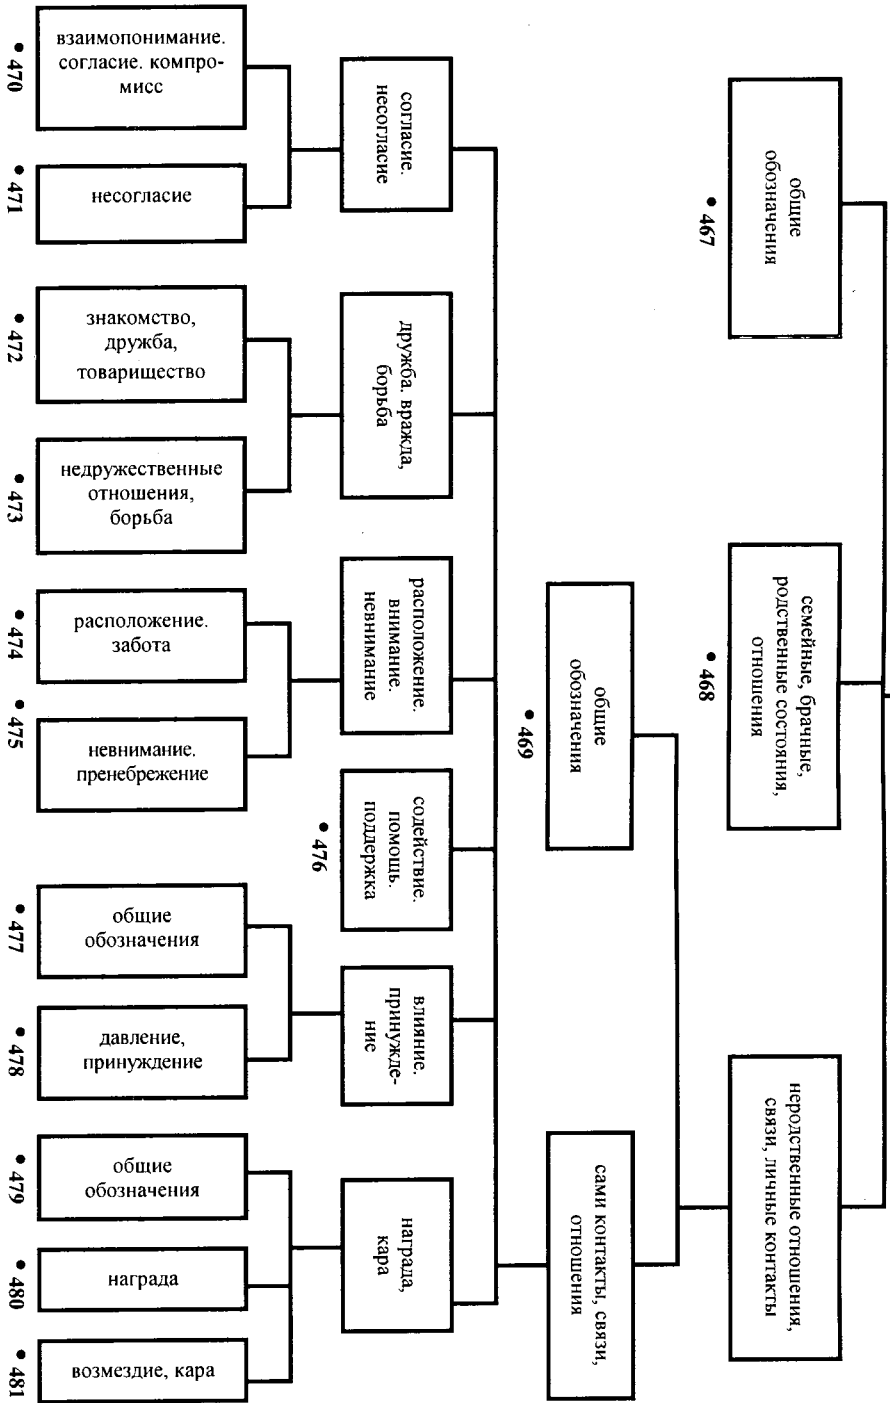 общие
обозначения
• 467
семейные, брачные,
родственные состояния,
отношения
• 468
неродственные отношения,
связи, личные контакты
общие
обозначения
• 469
сами контакты, связи,
отношения
согласие.
несогласие
дружба. вражда,
борьба
расположение.
внимание.
невнимание
содействие.
помощь.
поддержка
• 476
влияние.
принужде-
ние
награда,
кара
взаимопонимание.
согласие. компро-
мисс
• 470
несогласие
• 471
знакомство,
дружба,
товарищество
• 472
недружественные
отношения,
борьба
• 473
расположение.
забота
• 474
невнимание.
пренебрежение
• 475
общие
обозначения
• 477
давление,
принуждение
• 478
общие
обозначения
• 479
награда
• 480
возмездие, кара
• 481